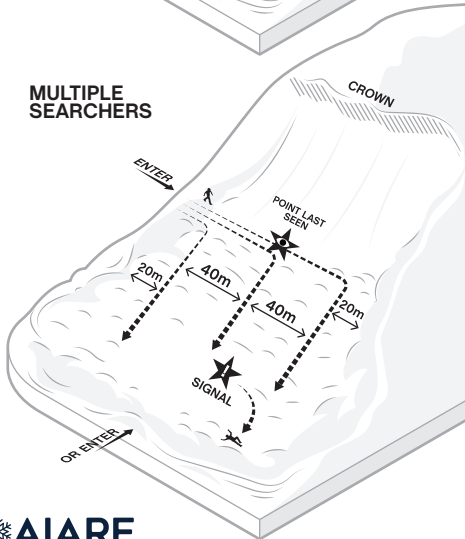 MULTIPLE
SEARCHERS
CROWN
ENTER
POINT LAST
SEEN
20m
40m
40m
20m
SIGNAL
OR ENTER
AIARE